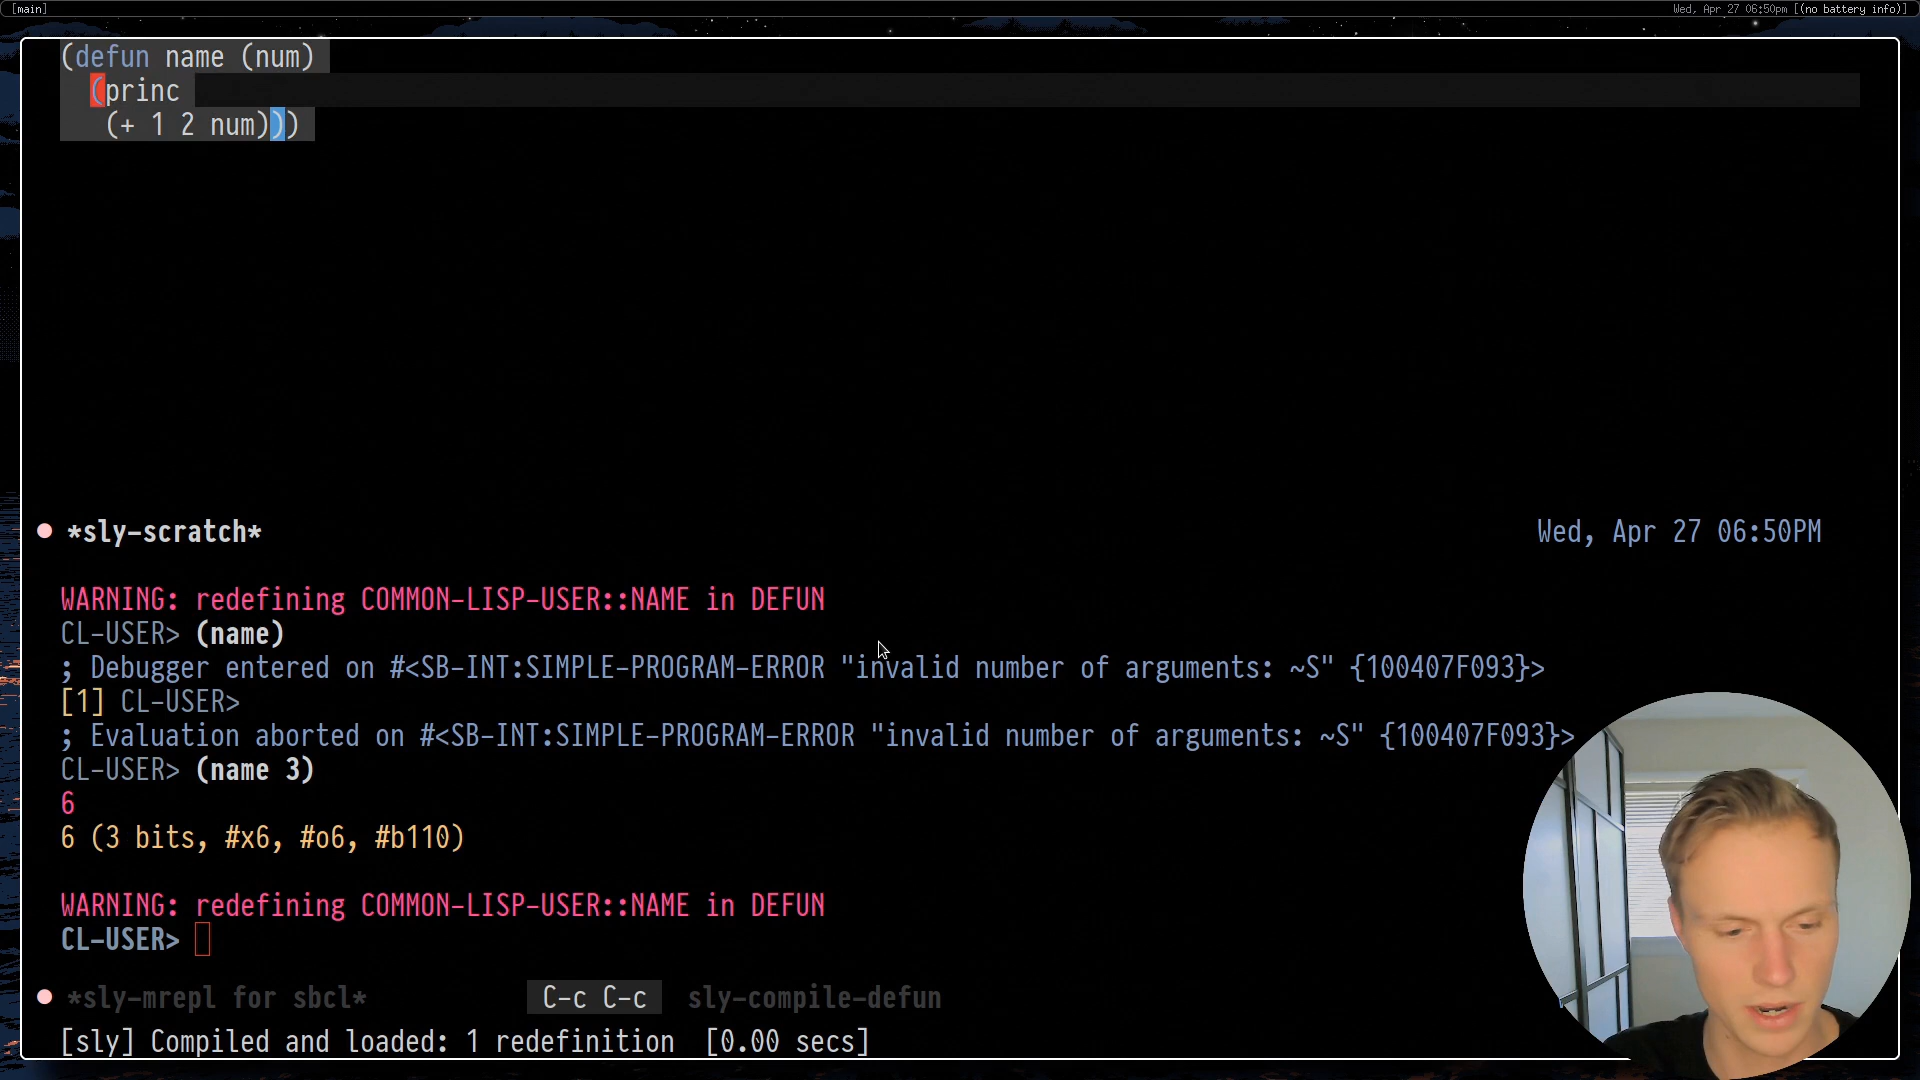 [main]
Wed, Apr 27 06:50pm [(no battery info)]
(defun name (num)
(princ
(+ 1 2 num)))
*sly-scratch*
Wed, Apr 27 06:50PM
WARNING: redefining COMMON-LISP-USER::NAME in DEFUN
CL-USER> (name)
; Debugger entered on #<SB-INT:SIMPLE-PROGRAM-ERROR "invalid number of arguments: ~S" {100407F093}>
[1] CL-USER>
; Evaluation aborted on #<SB-INT:SIMPLE-PROGRAM-ERROR "invalid number of arguments: ~S" {100407F093}>
CL-USER> (name 3)
6
6 (3 bits, #x6, #o6, #b110)
WARNING: redefining COMMON-LISP-USER::NAME in DEFUN
CL-USER>
*sly-mrepl for sbcl* C-c C-c sly-compile-defun
[sly] Compiled and loaded: 1 redefinition [0.00 secs]